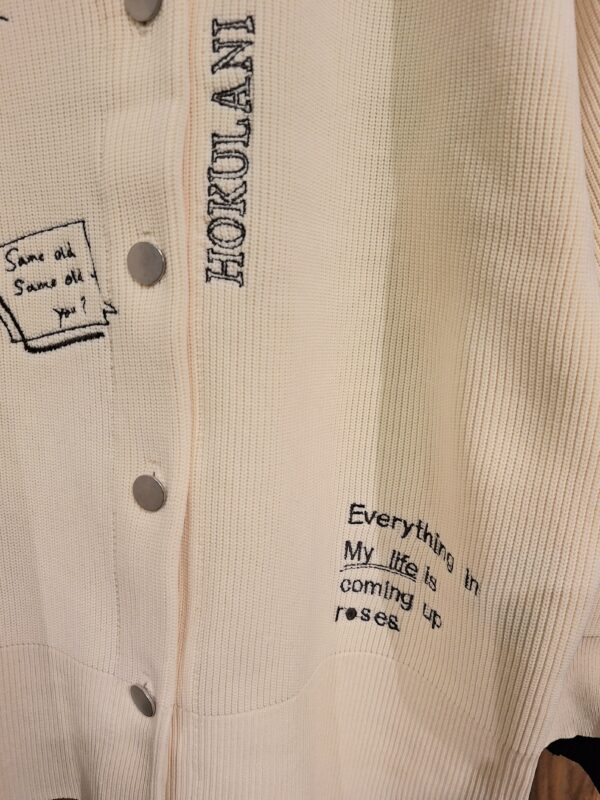 HOKULANI
Same old
Same old
you?
Everything in
My life is
coming up
roses